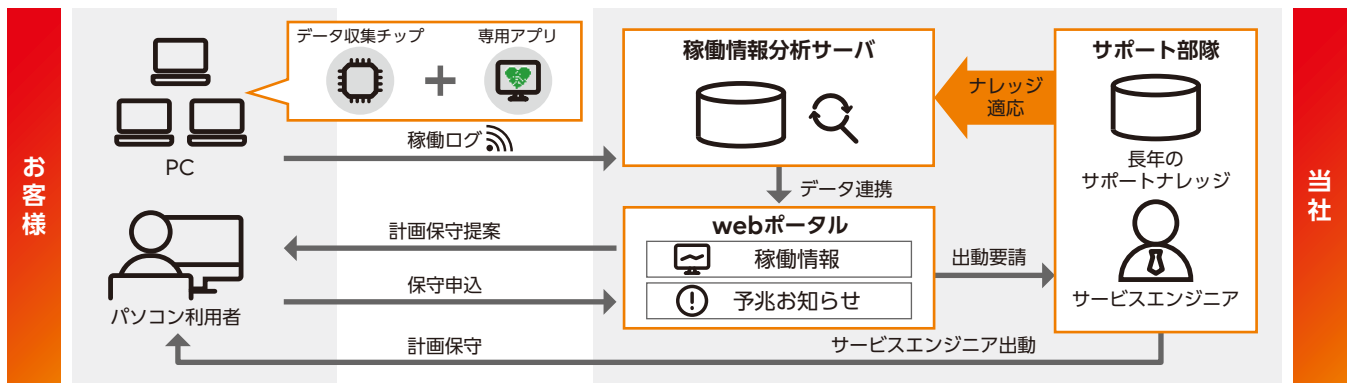 お客様
データ収集チップ
専用アプリ
PC
稼働ログ
稼働情報分析サーバ
ナレッジ
適応
サポート部隊
長年の
サポートナレッジ
データ連携
webポータル
稼働情報
予兆お知らせ
計画保守提案
保守申込
出動要請
サービスエンジニア
パソコン利用者
計画保守
サービスエンジニア出動
当社